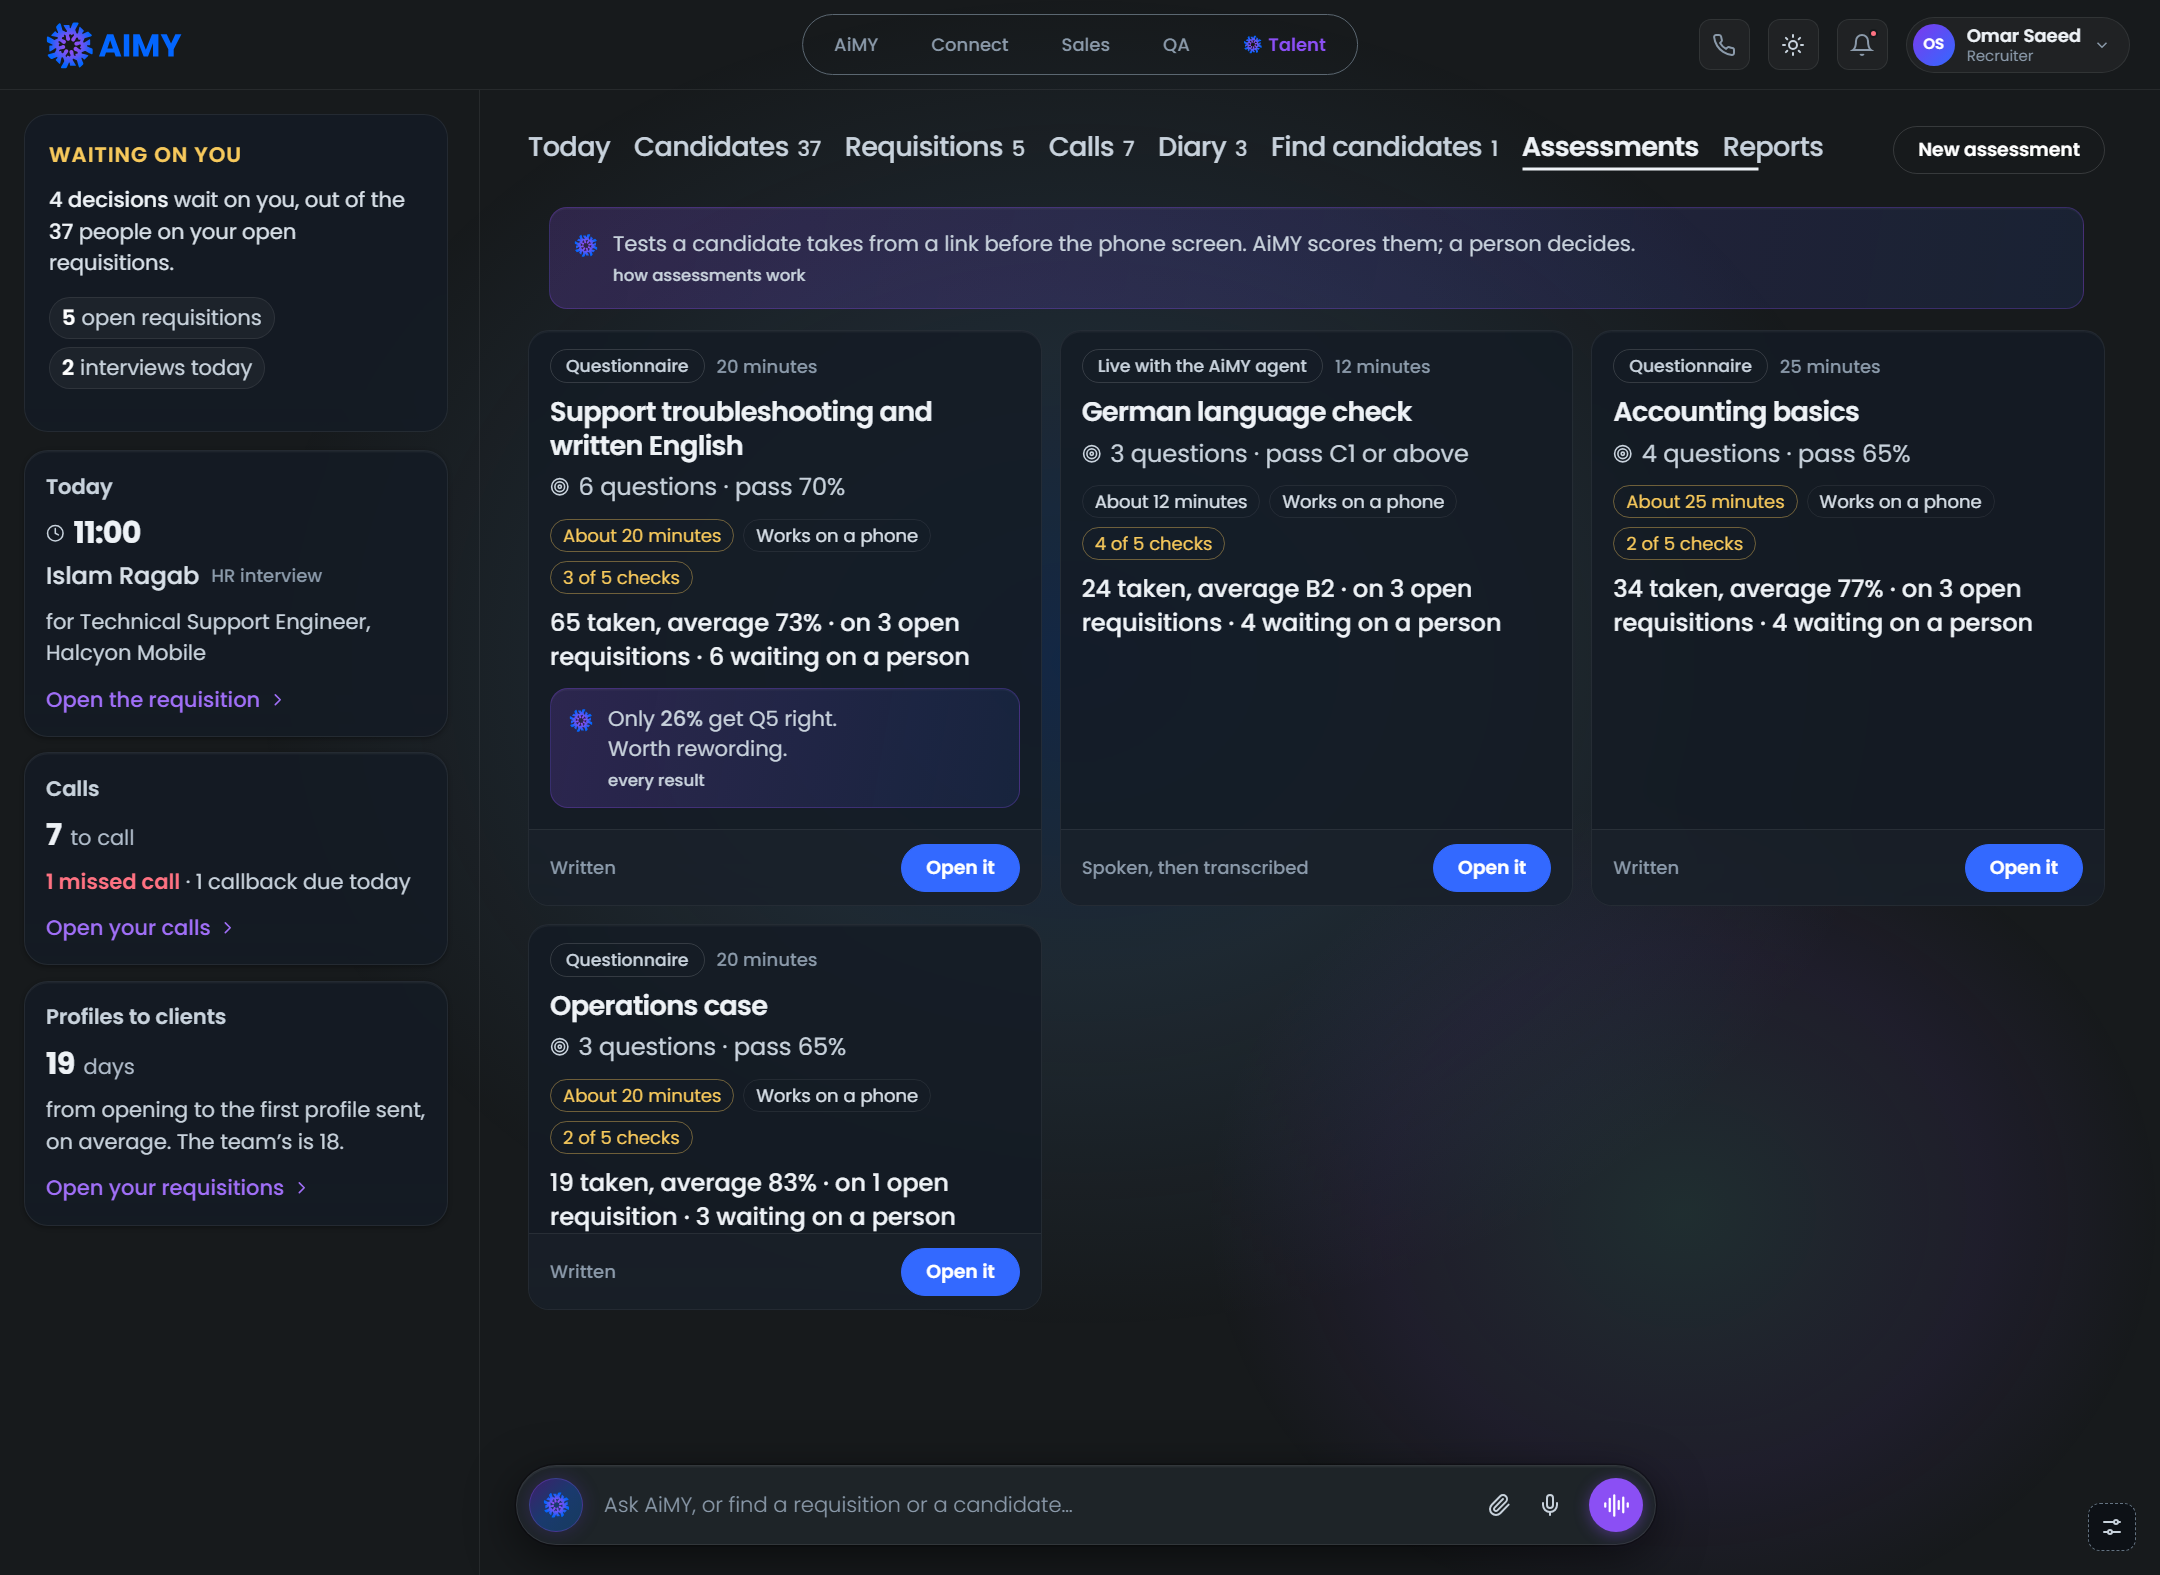 AIMY
AiMY
Connect
Sales
QA
Talent
OS
Omar Saeed
Recruiter
WAITING ON YOU
4 decisions wait on you, out of the
37 people on your open
requisitions.
5 open requisitions
2 interviews today
Today
11:00
Islam Ragab HR interview
for Technical Support Engineer,
Halcyon Mobile
Open the requisition
Calls
7 to call
1 missed call · 1 callback due today
Open your calls
Profiles to clients
19 days
from opening to the first profile sent,
on average. The team’s is 18.
Open your requisitions
Today
Candidates 37
Requisitions 5
Calls 7
Diary 3
Find candidates 1
Assessments
Reports
New assessment
Tests a candidate takes from a link before the phone screen. AiMY scores them; a person decides.
how assessments work
Questionnaire 20 minutes
Support troubleshooting and
written English
6 questions · pass 70%
About 20 minutes
Works on a phone
3 of 5 checks
65 taken, average 73% · on 3 open
requisitions · 6 waiting on a person
Only 26% get Q5 right.
Worth rewording.
every result
Written
Open it
Live with the AiMY agent 12 minutes
German language check
3 questions · pass C1 or above
About 12 minutes
Works on a phone
4 of 5 checks
24 taken, average B2 · on 3 open
requisitions · 4 waiting on a person
Spoken, then transcribed
Open it
Questionnaire 25 minutes
Accounting basics
4 questions · pass 65%
About 25 minutes
Works on a phone
2 of 5 checks
34 taken, average 77% · on 3 open
requisitions · 4 waiting on a person
Written
Open it
Questionnaire 20 minutes
Operations case
3 questions · pass 65%
About 20 minutes
Works on a phone
2 of 5 checks
19 taken, average 83% · on 1 open
requisition · 3 waiting on a person
Written
Open it
Ask AiMY, or find a requisition or a candidate...